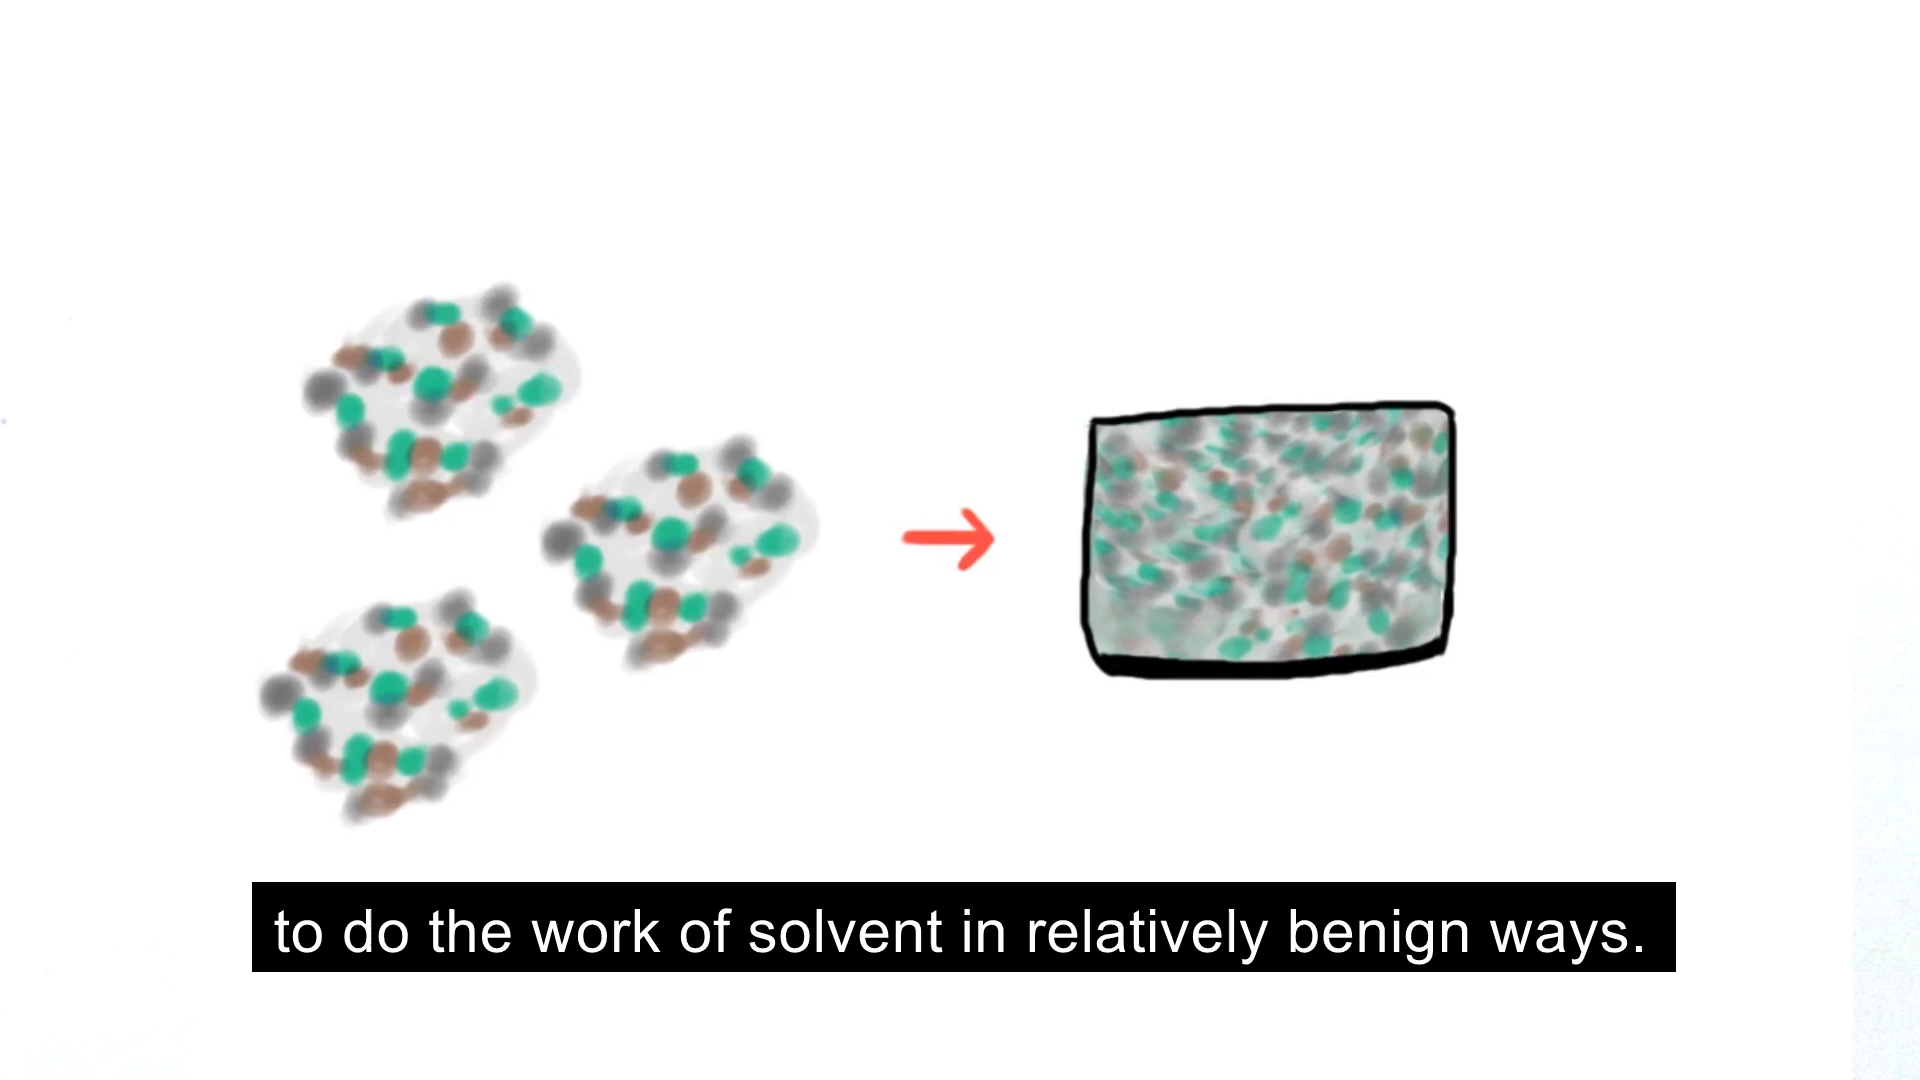 to do the work of solvent in relatively benign ways.